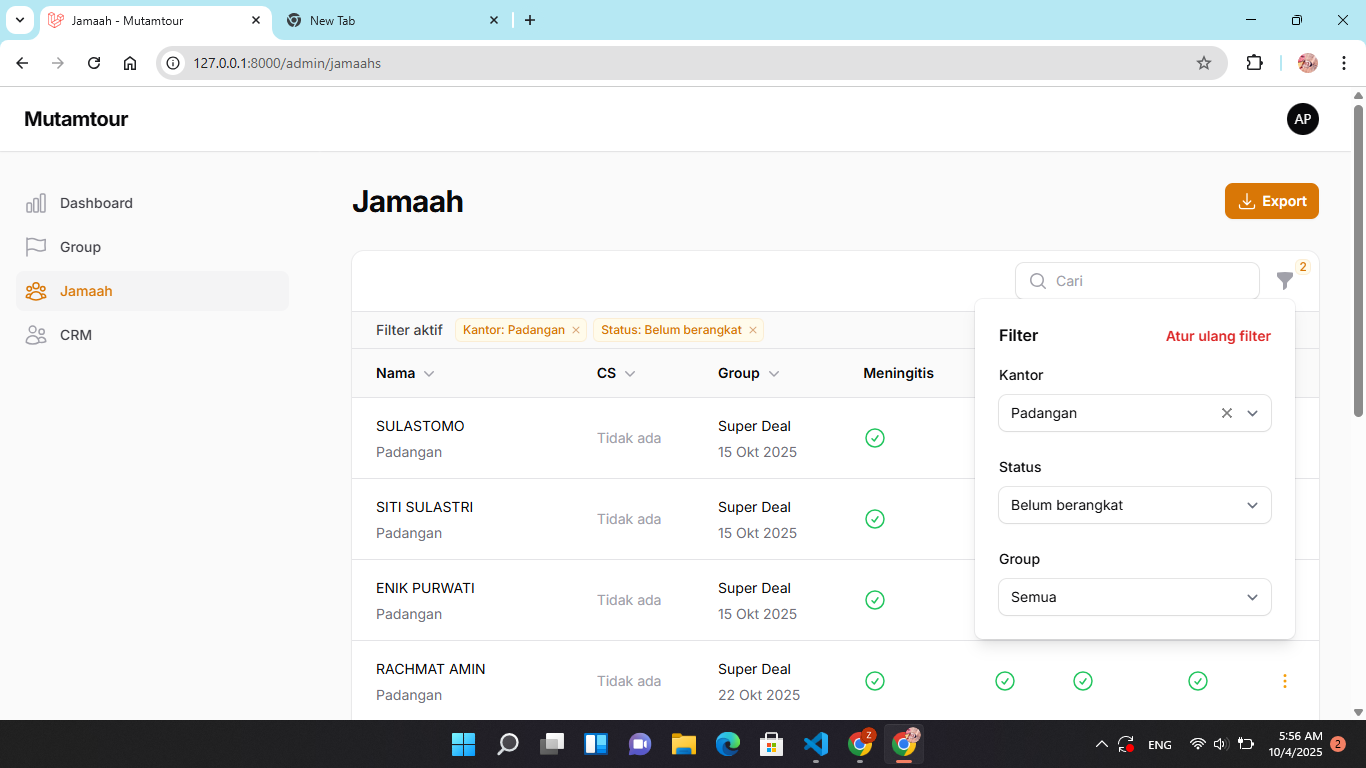 Jamaah - Mutamtour
New Tab
127.0.0.1:8000/admin/jamaahs
Mutamtour
AP
Dashboard
Group
Jamaah
CRM
Jamaah
Export
Cari
2
Filter aktif
Kantor: Padangan
Status: Belum berangkat
Nama
CS
Group
Meningitis
SULASTOMO
Padangan
Tidak ada
Super Deal
15 Okt 2025
SITI SULASTRI
Padangan
Tidak ada
Super Deal
15 Okt 2025
ENIK PURWATI
Padangan
Tidak ada
Super Deal
15 Okt 2025
RACHMAT AMIN
Padangan
Tidak ada
Super Deal
22 Okt 2025
Filter
Atur ulang filter
Kantor
Padangan
Status
Belum berangkat
Group
Semua
Z
ENG
5:56 AM
10/4/2025
2